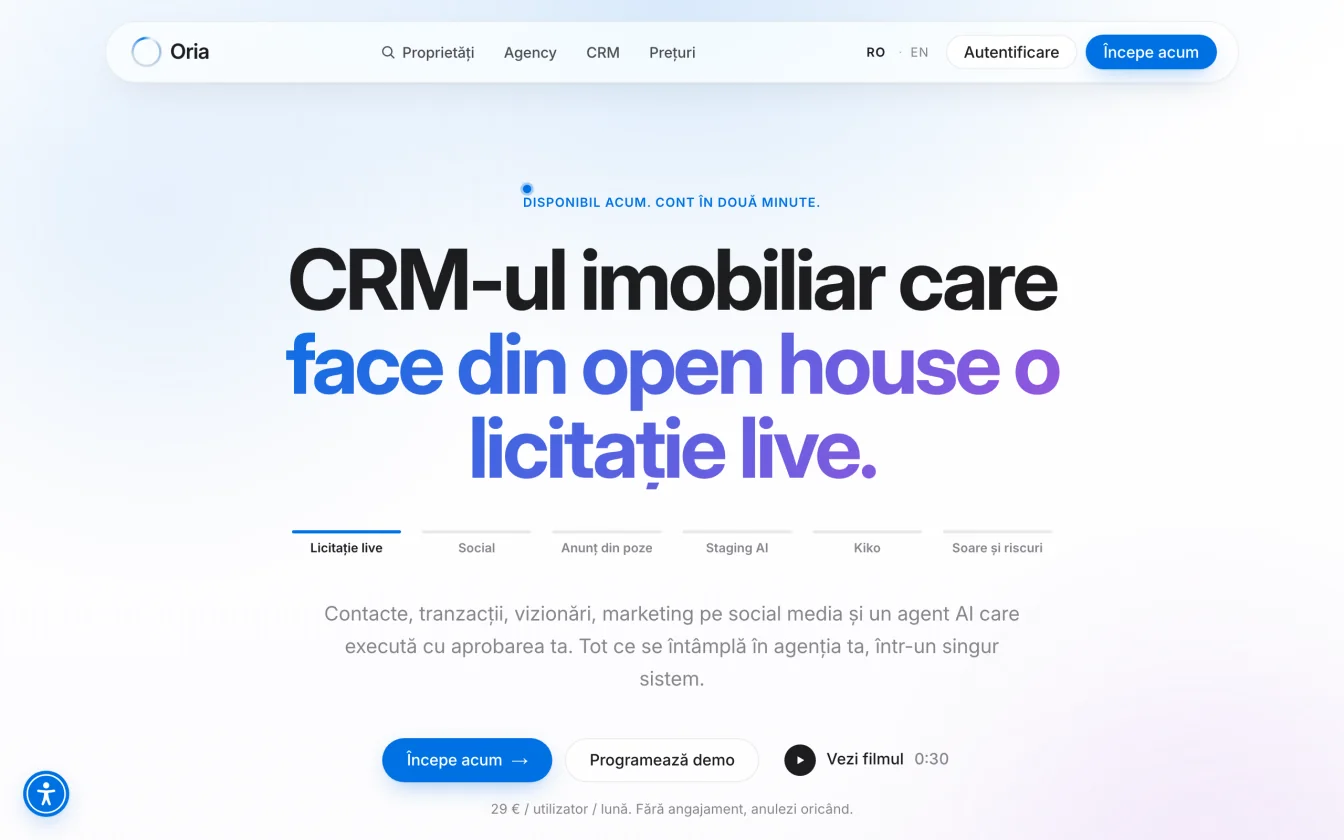 Oria
Proprietăți
Agency
CRM
Prețuri
RO · EN
Autentificare
Începe acum
DISPONIBIL ACUM. CONT ÎN DOUĂ MINUTE.
CRM-ul imobiliar care
face din open house o
licitație live.
Licitație live
Social
Anunț din poze
Staging AI
Kiko
Soare și riscuri
Contacte, tranzacții, vizionări, marketing pe social media și un agent AI care
execută cu aprobarea ta. Tot ce se întâmplă în agenția ta, într-un singur
sistem.
Începe acum →
Programează demo
Vezi filmul 0:30
29 € / utilizator / lună. Fără angajament, anulezi oricând.